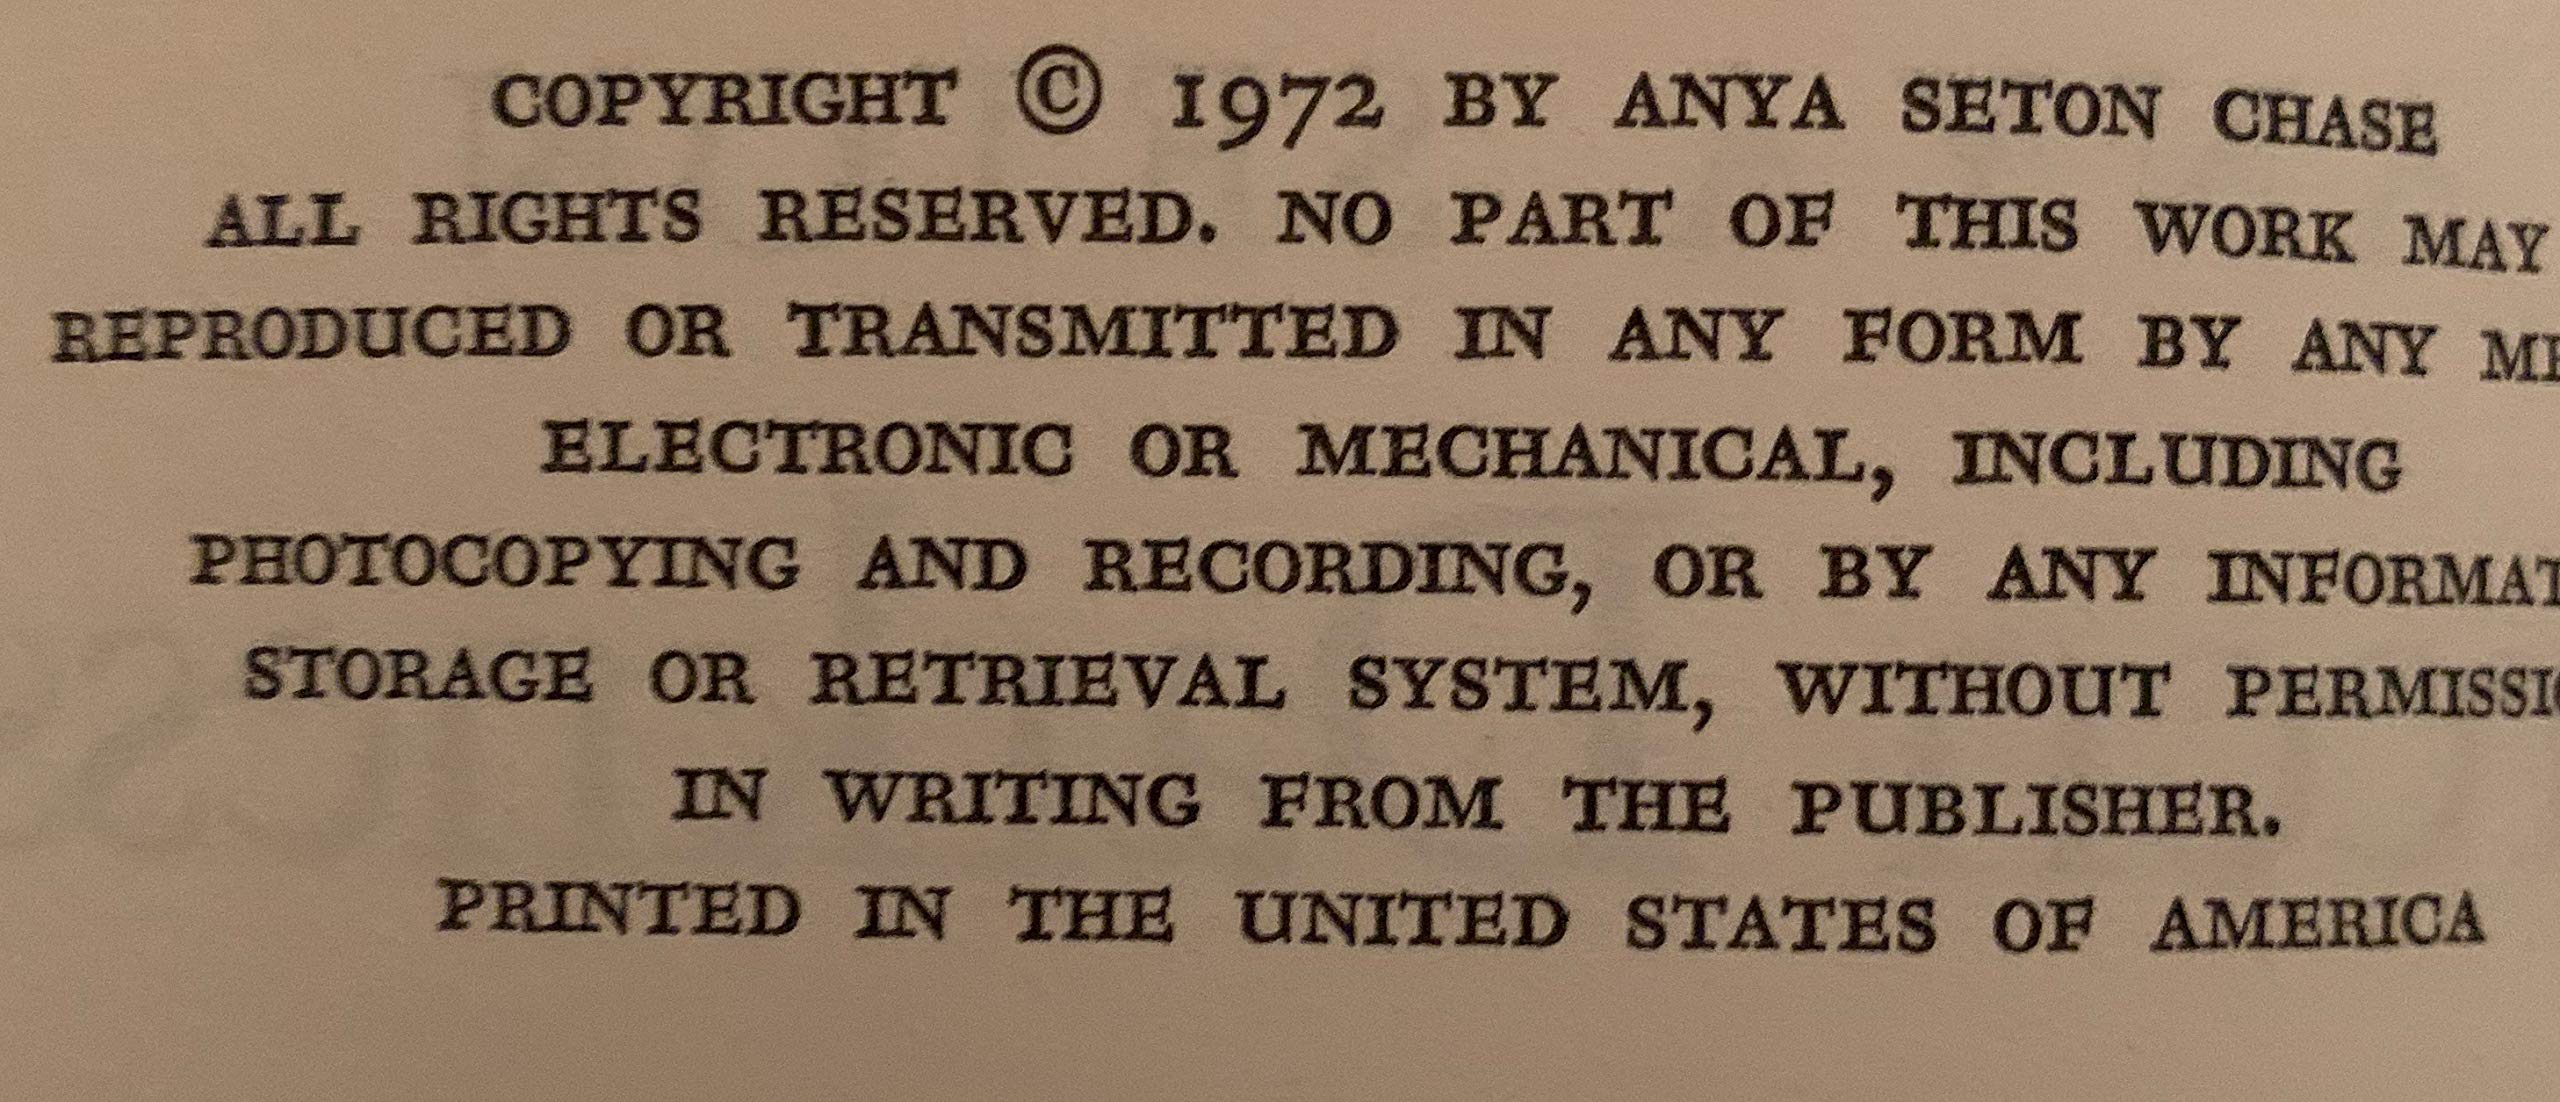 COPYRIGHT © 1972 BY ANYA SETON CHASE
ALL RIGHTS RESERVED. NO PART OF THIS WORK MAY
REPRODUCED OR TRANSMITTED IN ANY FORM BY ANY
ELECTRONIC OR MECHANICAL, INCLUDING
PHOTOCOPYING AND RECORDING, OR BY ANY INFORMAT
STORAGE OR RETRIEVAL SYSTEM, WITHOUT PERMISSI
IN WRITING FROM THE PUBLISHER.
PRINTED IN THE UNITED STATES OF AMERICA